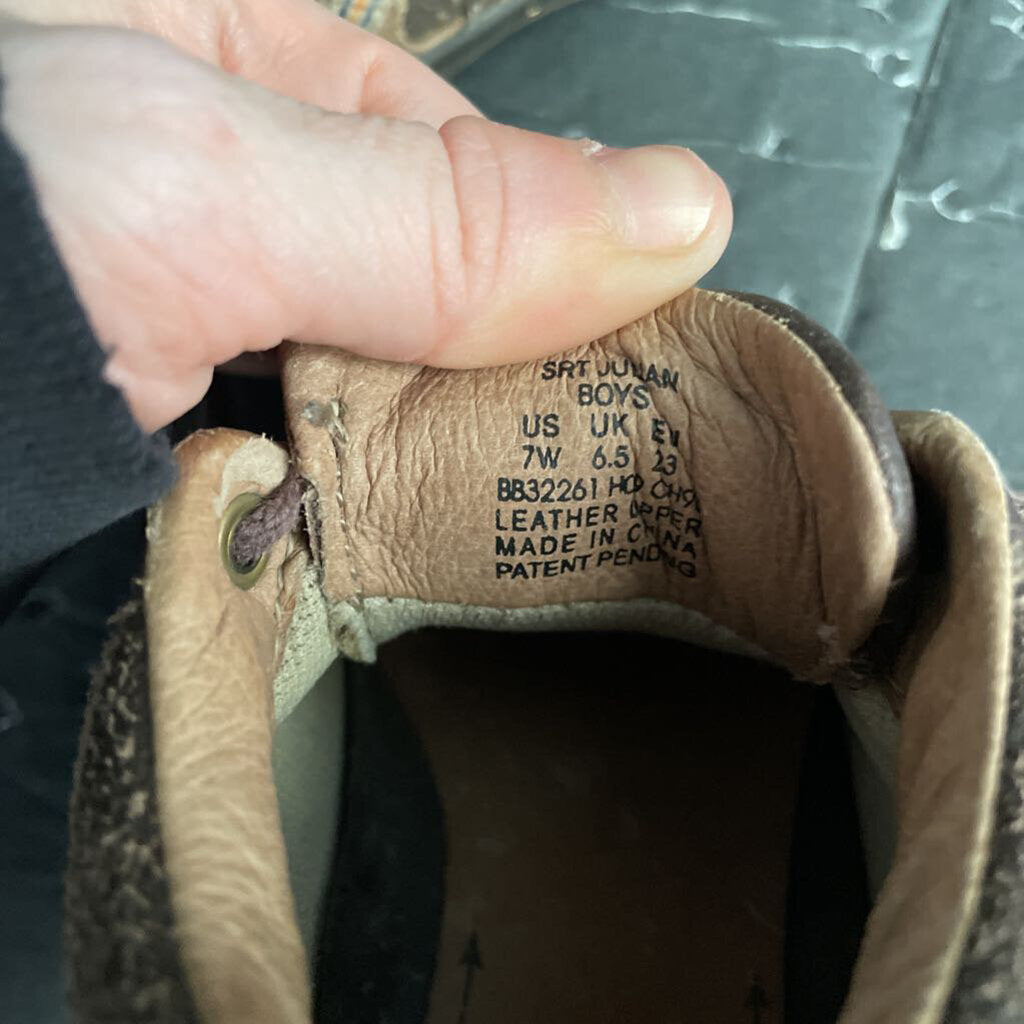 SRT JULIAN
BOYS
US UK EU
7W 6.5 23
BB32261
LEATHER UPPER
MADE IN CHINA
PATENT PENDING